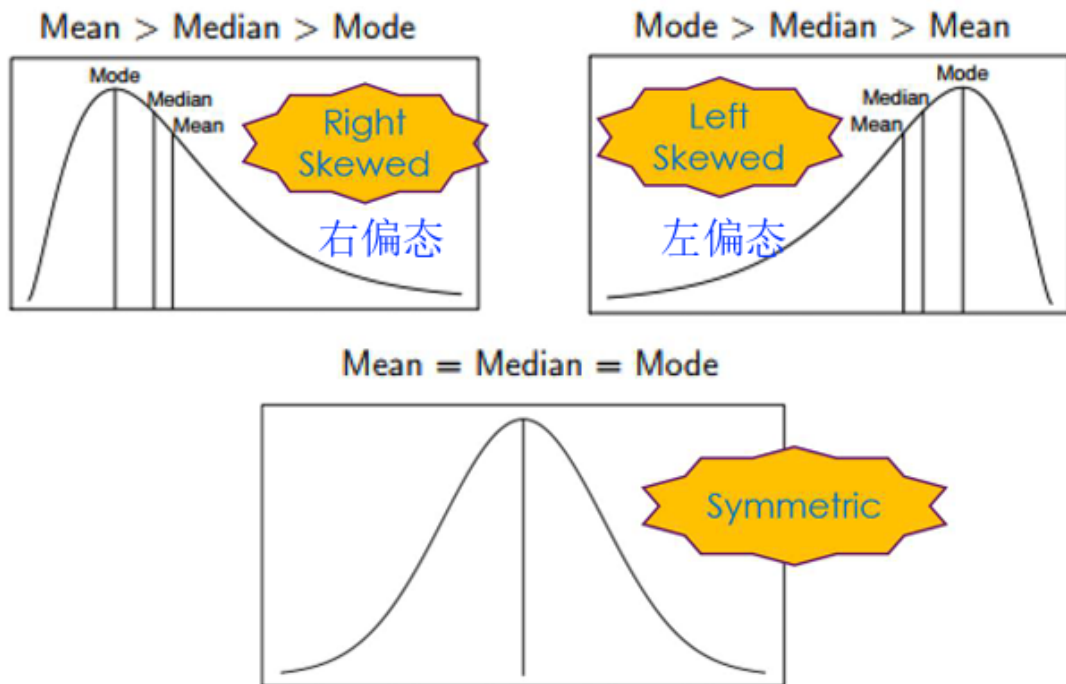 Mean > Median > Mode
Mode
Median
Mean
Right
Skewed
右偏态
Mode > Median > Mean
Mode
Median
Mean
Left
Skewed
左偏态
Mean = Median = Mode
Symmetric